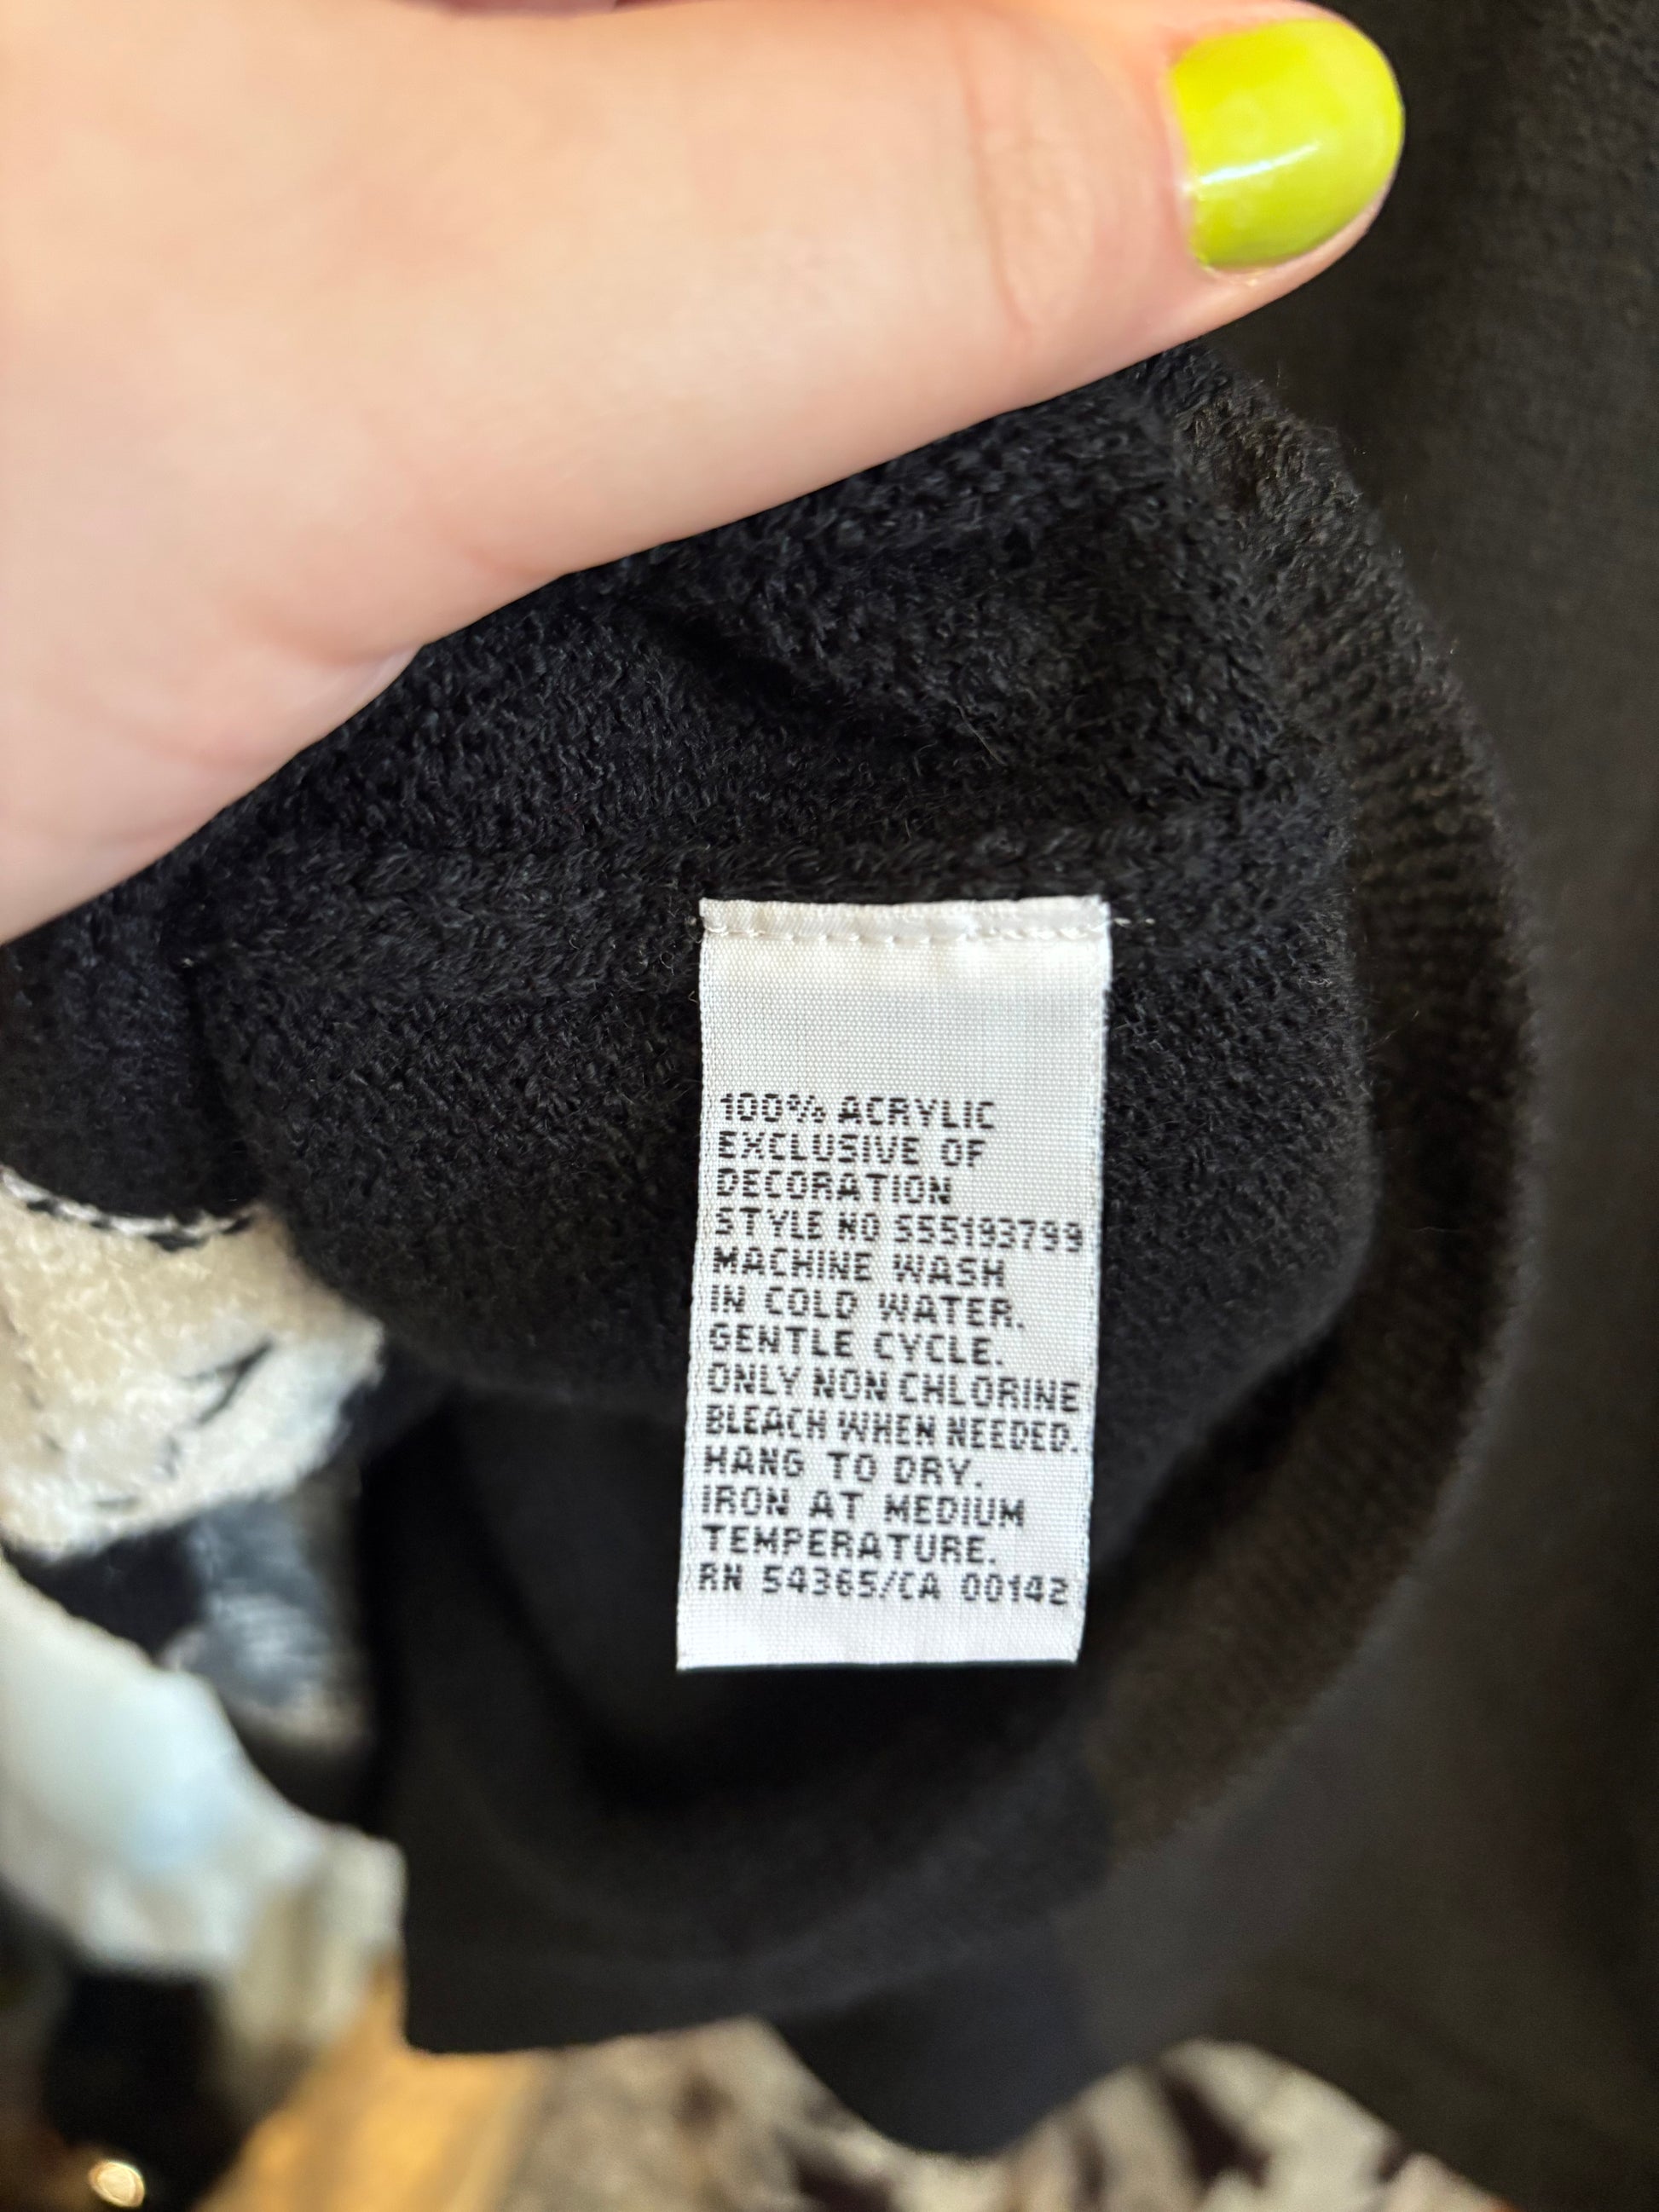 100% ACRYLIC
EXCLUSIVE OF
DECORATION
STYLE NO 555193799
MACHINE WASH
IN COLD WATER.
GENTLE CYCLE.
ONLY NON CHLORINE
BLEACH WHEN NEEDED.
HANG TO DRY.
IRON AT MEDIUM
TEMPERATURE.
RN 54365/CA 00142